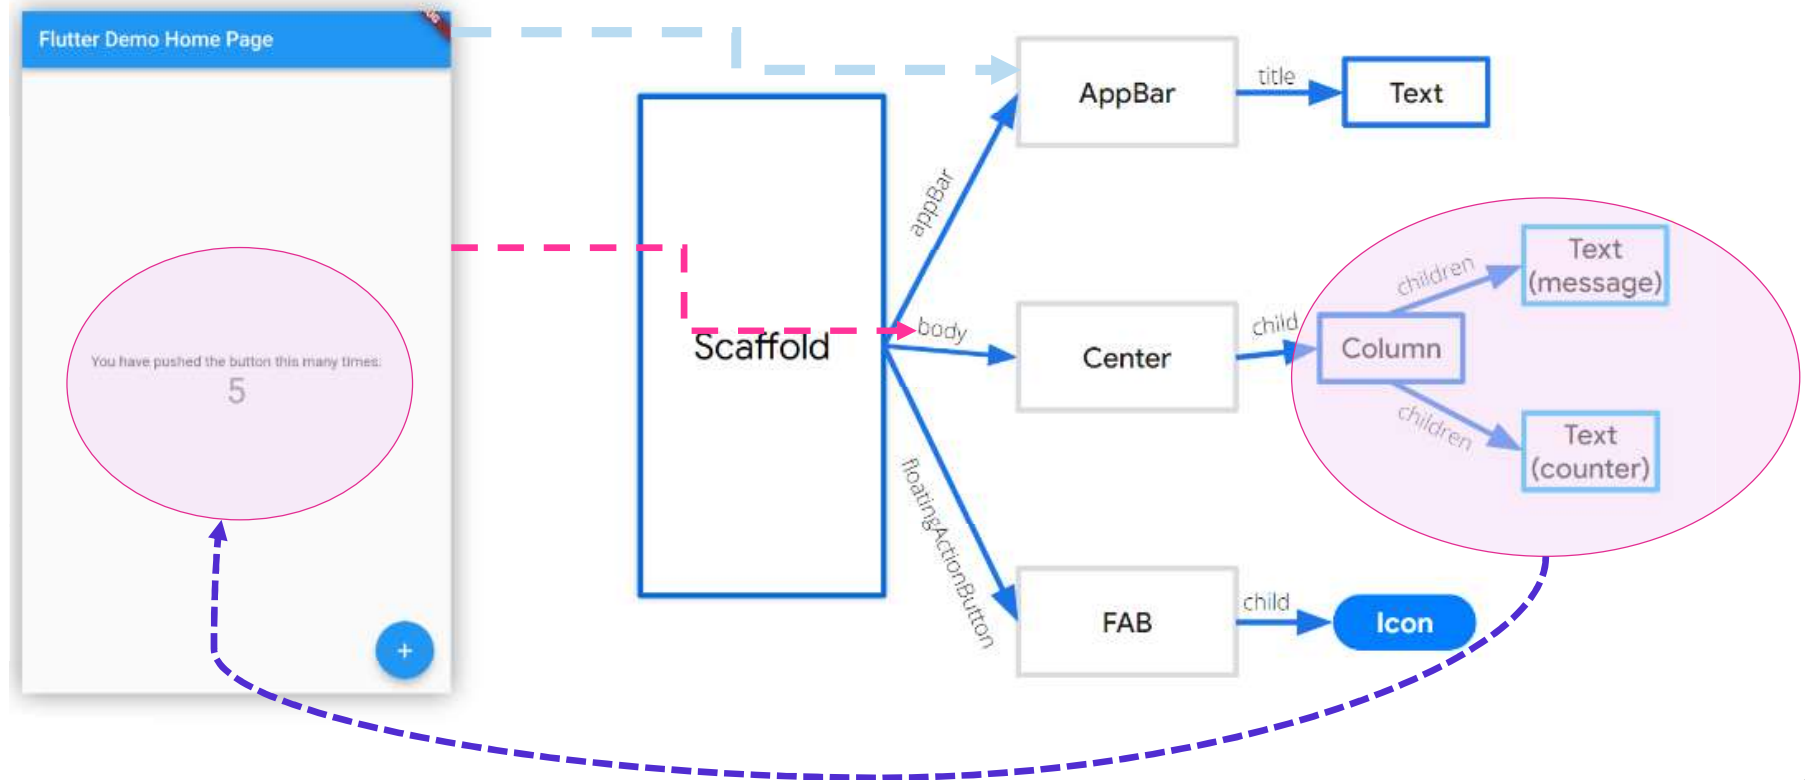 Flutter Demo Home Page
You have pushed the button this many times:
5
+
Scaffold
appBar
body
floatingActionButton
AppBar
title
Text
Center
child
Column
children
Text
(message)
children
Text
(counter)
FAB
child
Icon